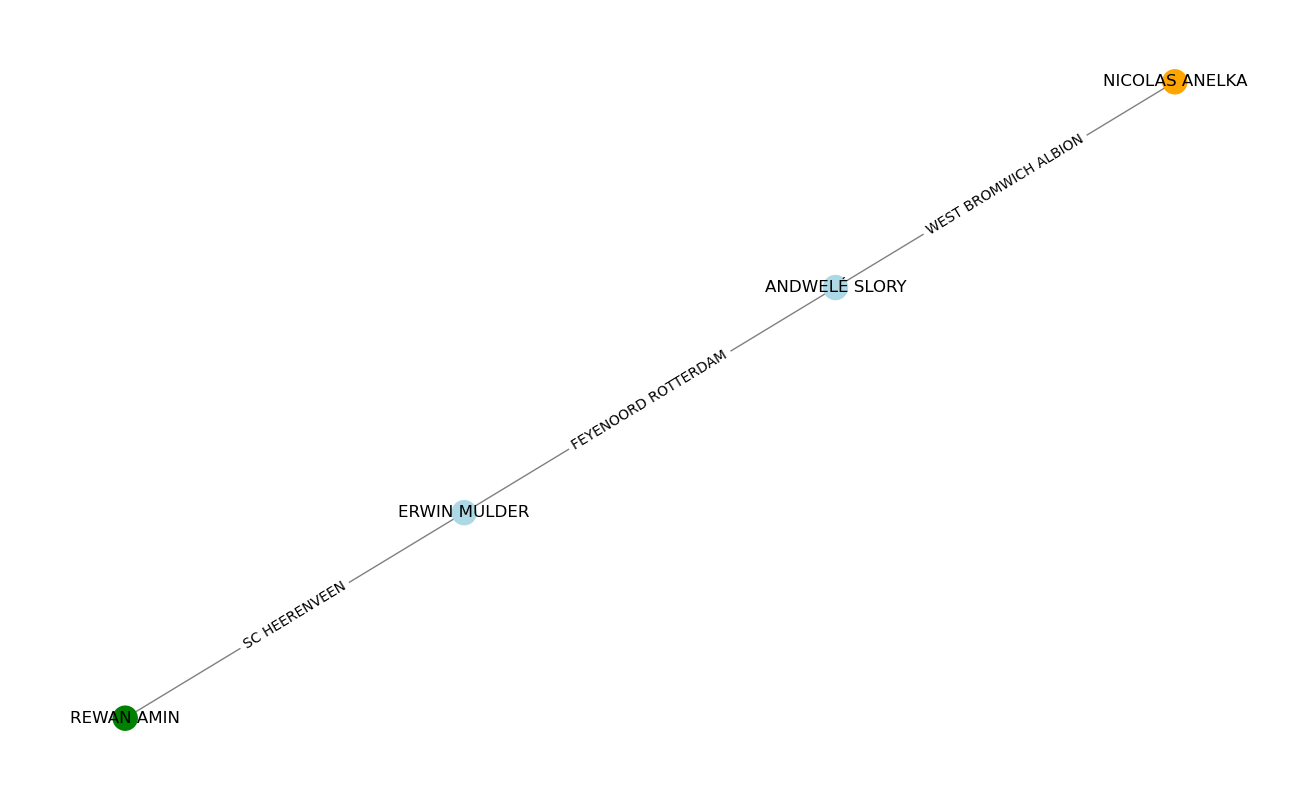 NICOLAS ANELKA
WEST BROMWICH ALBION
ANDWELÉ SLORY
FEYENOORD ROTTERDAM
ERWIN MULDER
SC HEERENVEEN
REWAN AMIN